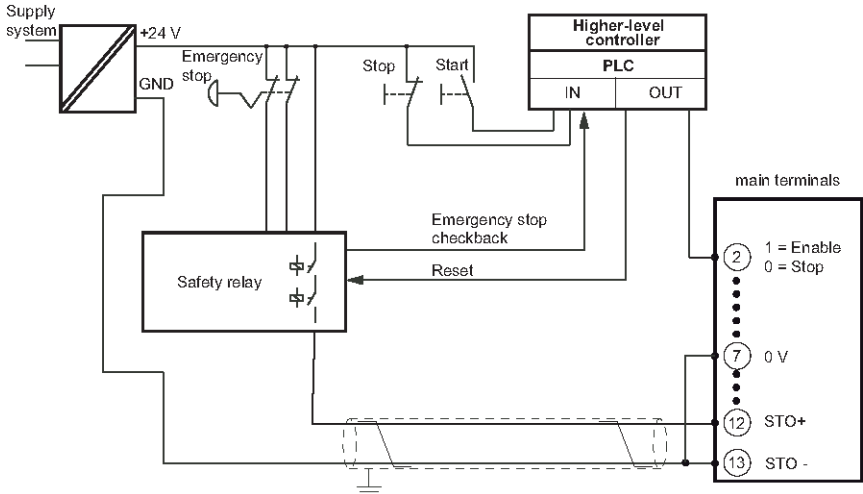 Supply
system
+24 V
GND
Emergency
stop
Stop
Start
Higher-level
controller
PLC
IN
OUT
main terminals
Emergency stop
checkback
Reset
Safety relay
2
1 = Enable
0 = Stop
7
0 V
12
STO+
13
STO -